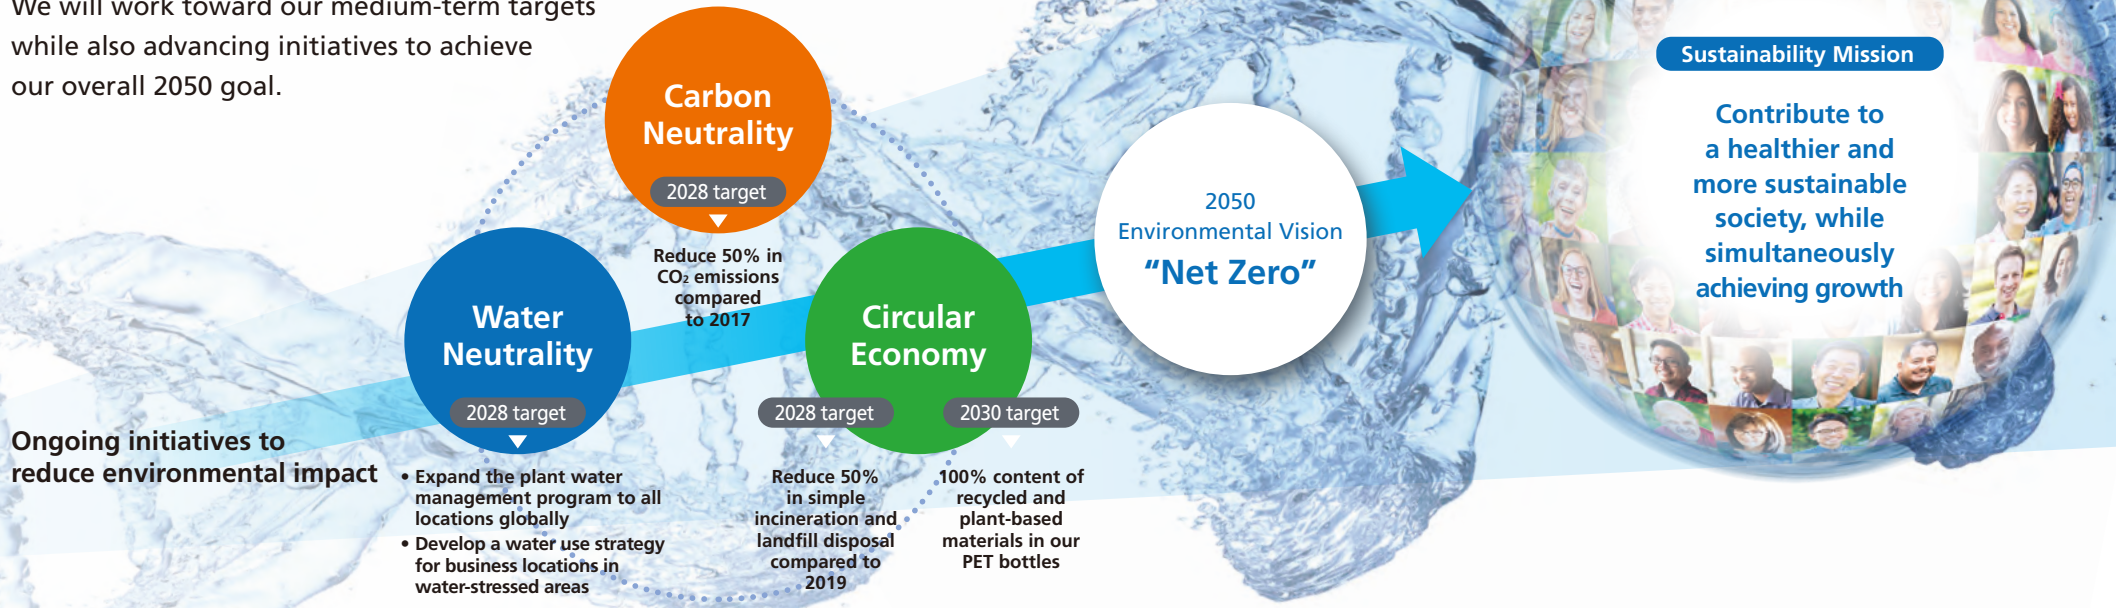 We will work toward our medium-term targets
while also advancing initiatives to achieve
our overall 2050 goal.
Carbon
Neutrality
2028 target
Reduce 50% in
CO₂ emissions
compared
to 2017
Water
Neutrality
2028 target
• Expand the plant water
management program to all
locations globally
• Develop a water use strategy
for business locations in
water-stressed areas
Circular
Economy
2028 target
Reduce 50%
in simple
incineration and
landfill disposal
compared to
2019
2030 target
100% content of
recycled and
plant-based
materials in our
PET bottles
Ongoing initiatives to
reduce environmental impact
2050
Environmental Vision
“Net Zero”
Sustainability Mission
Contribute to
a healthier and
more sustainable
society, while
simultaneously
achieving growth